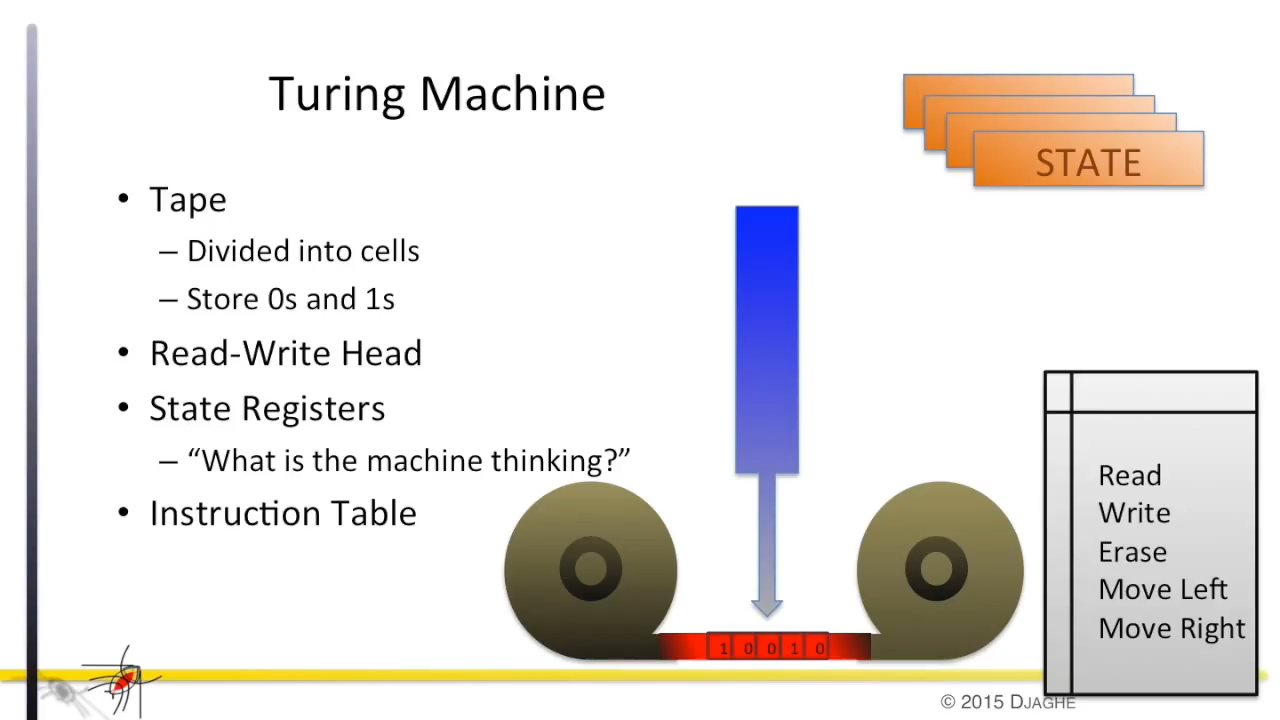 Turing Machine
STATE
• Tape
– Divided into cells
– Store 0s and 1s
• Read-Write Head
• State Registers
– “What is the machine thinking?”
• Instruction Table
Read
Write
Erase
Move Left
Move Right
1 0 0 1 0
© 2015 DJAGHE